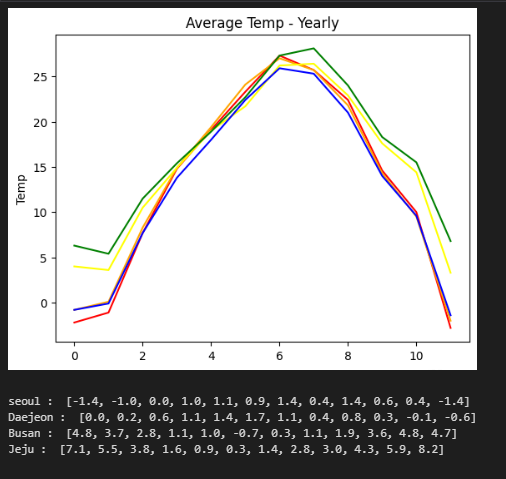 Average Temp - Yearly
25
20
15
10
5
0
Temp
0 2 4 6 8 10
seoul :  [-1.4, -1.0, 0.0, 1.0, 1.1, 0.9, 1.4, 0.4, 1.4, 0.6, 0.4, -1.4]
Daejeon :  [0.0, 0.2, 0.6, 1.1, 1.4, 1.7, 1.1, 0.4, 0.8, 0.3, -0.1, -0.6]
Busan :  [4.8, 3.7, 2.8, 1.1, 1.0, -0.7, 0.3, 1.1, 1.9, 3.6, 4.8, 4.7]
Jeju :  [7.1, 5.5, 3.8, 1.6, 0.9, 0.3, 1.4, 2.8, 3.0, 4.3, 5.9, 8.2]